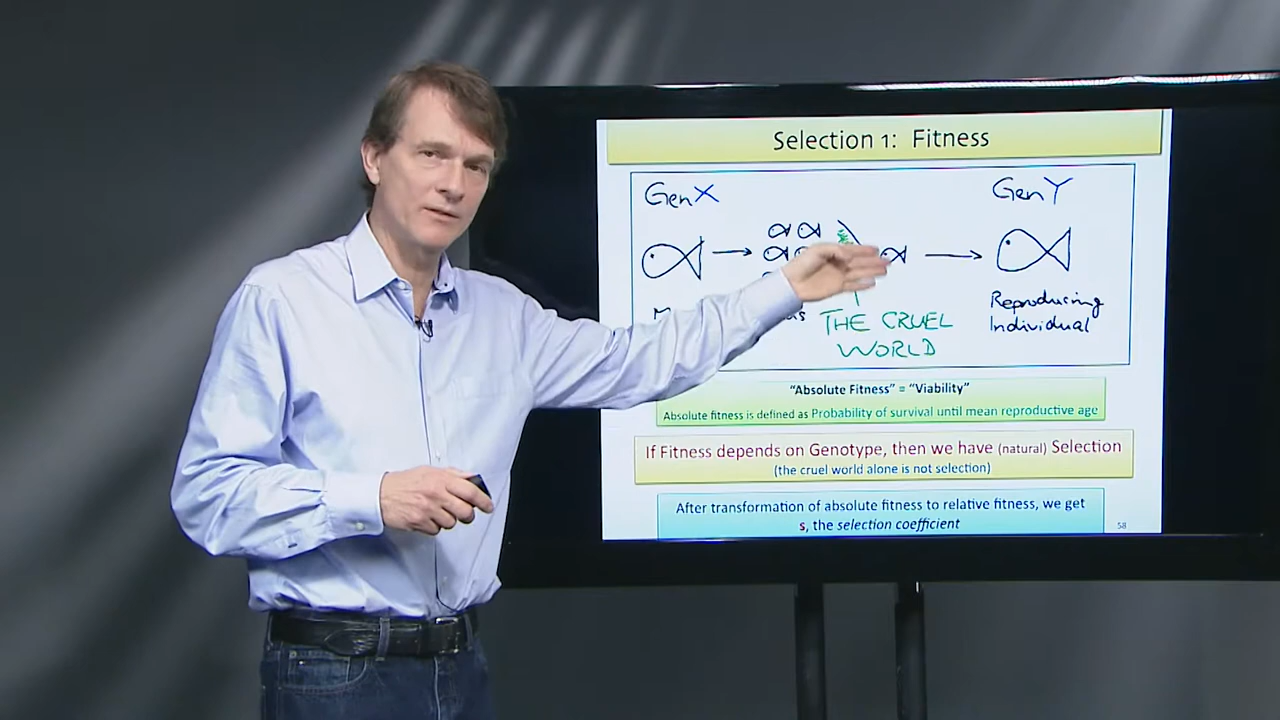 Selection 1: Fitness
GenX
GenY
THE CRUEL
WORLD
Reproducing
Individual
"Absolute Fitness" = "Viability"
Absolute fitness is defined as Probability of survival until mean reproductive age
If Fitness depends on Genotype, then we have (natural) Selection
(the cruel world alone is not selection)
After transformation of absolute fitness to relative fitness, we get
s, the selection coefficient
58